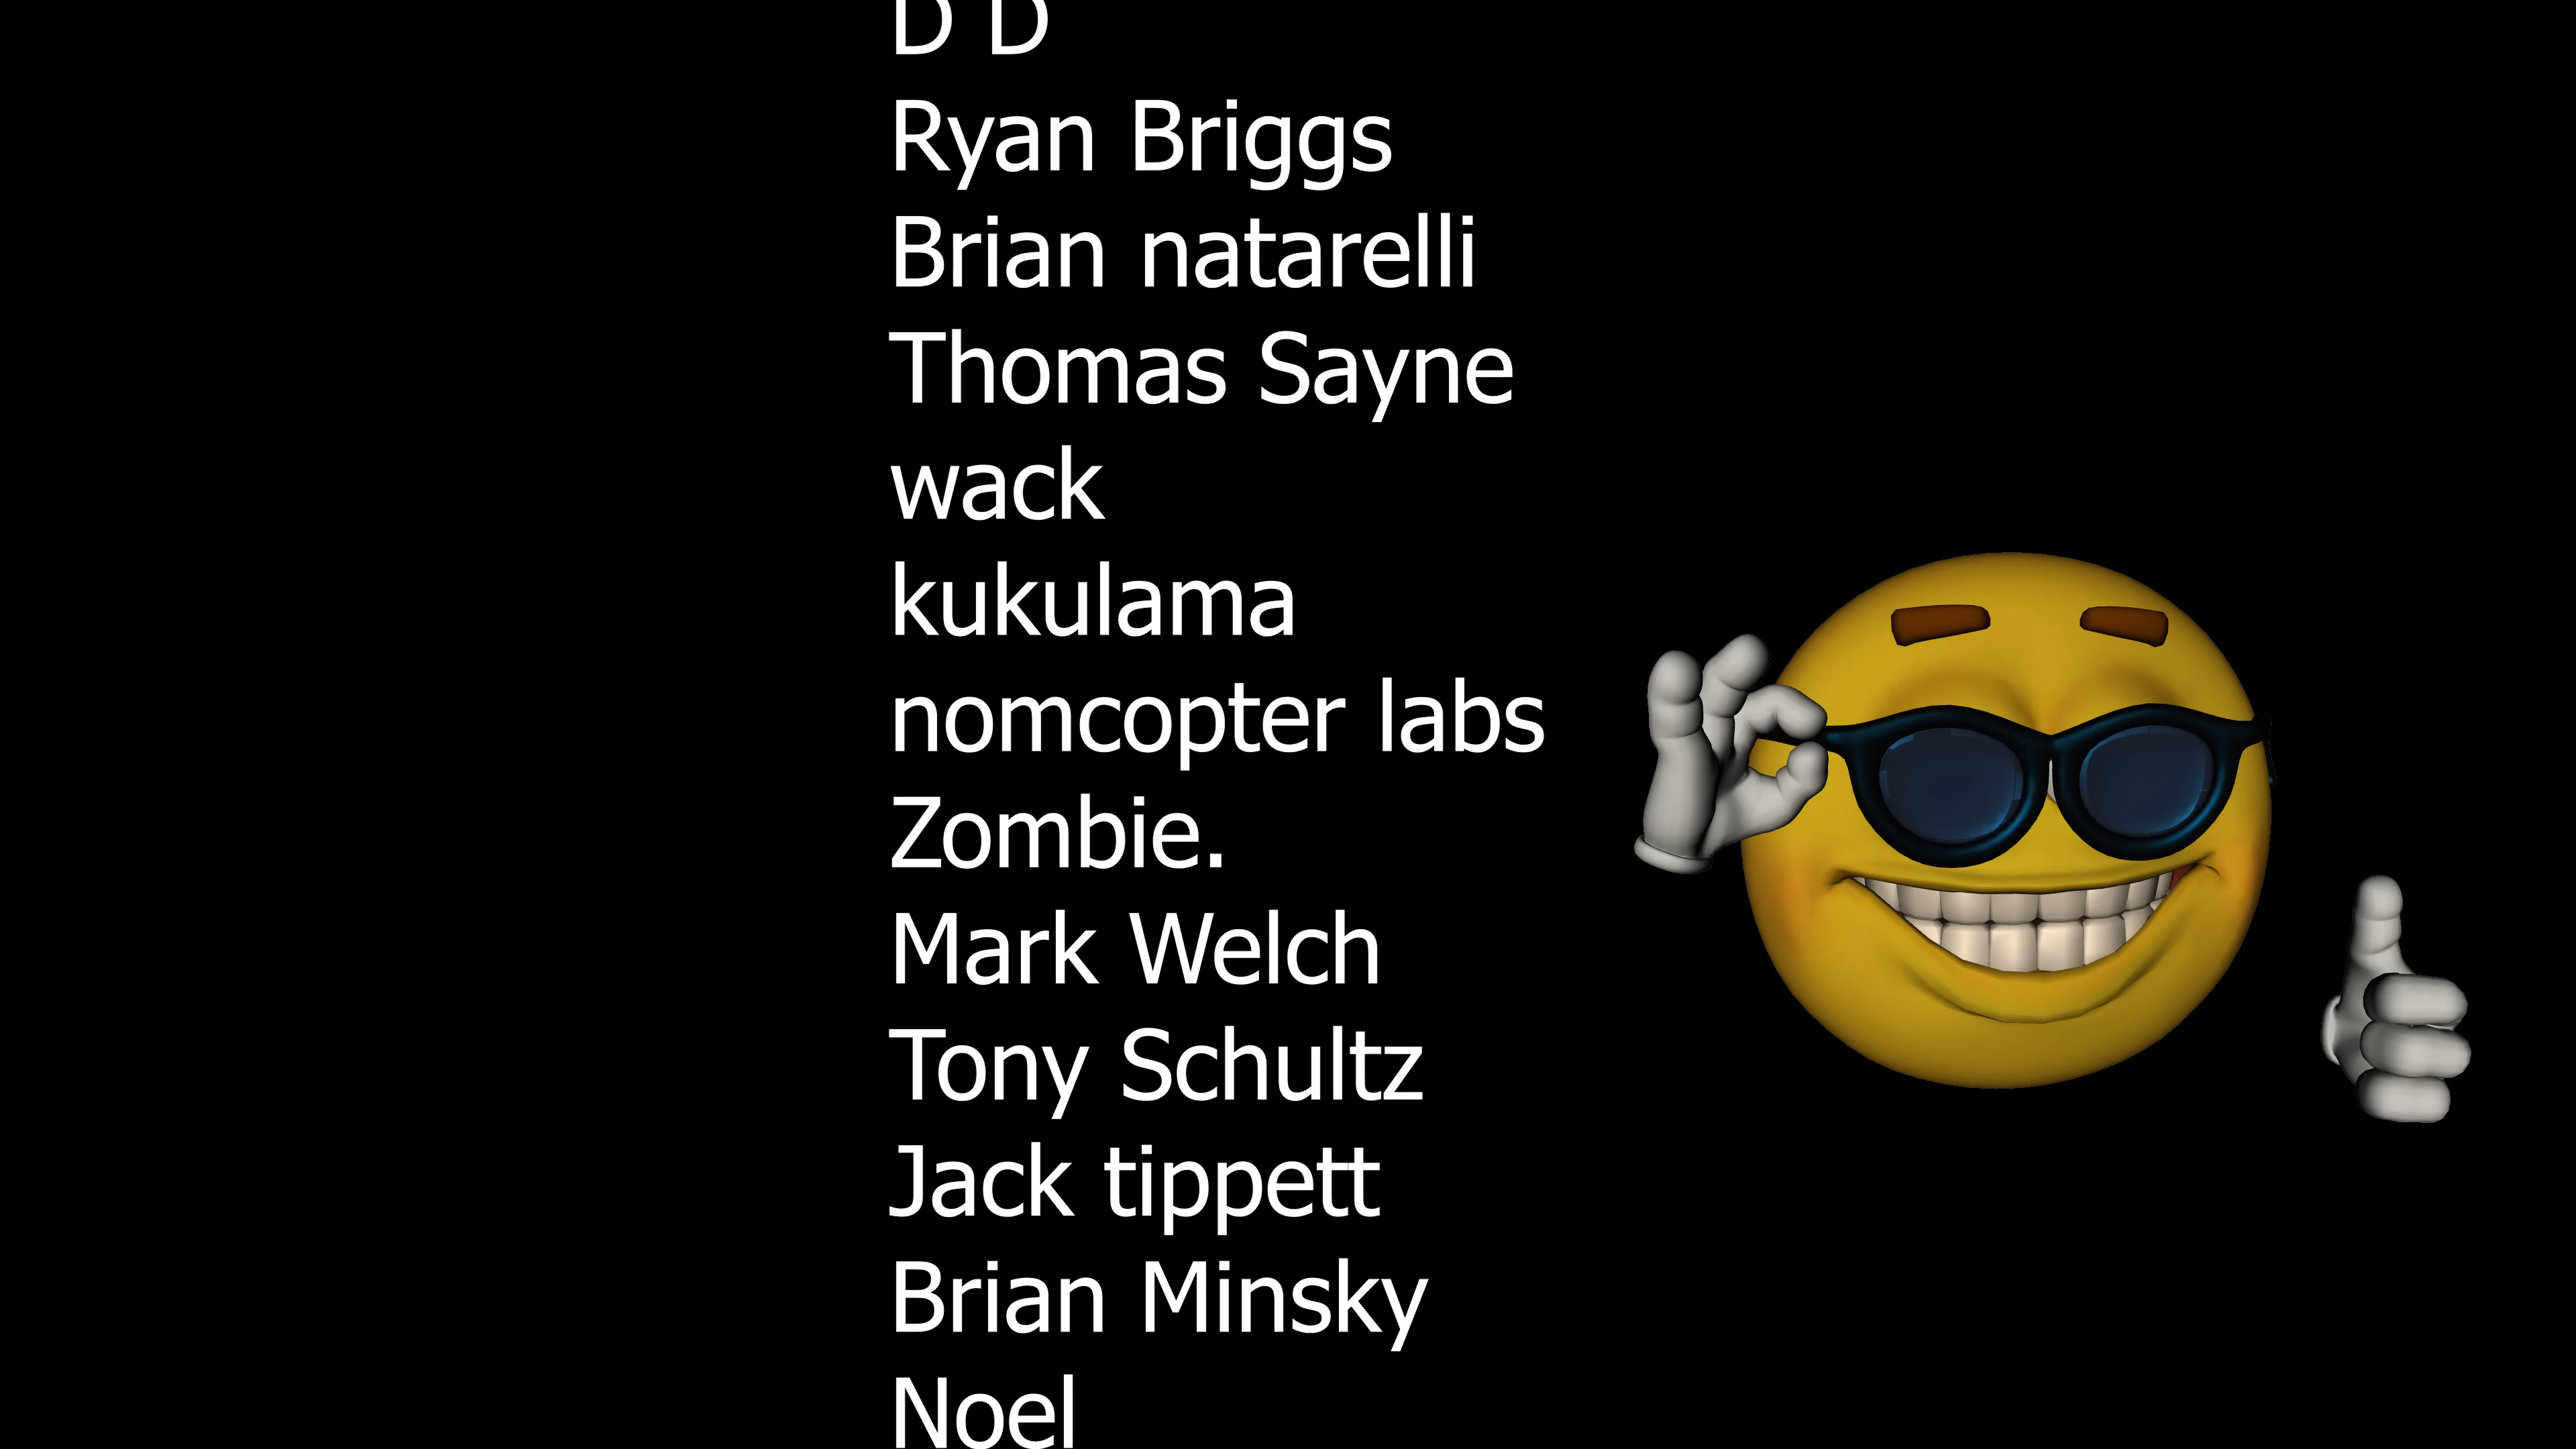 D D
Ryan Briggs
Brian natarelli
Thomas Sayne
wack
kukulama
nomcopter labs
Zombie.
Mark Welch
Tony Schultz
Jack tippett
Brian Minsky
Noel